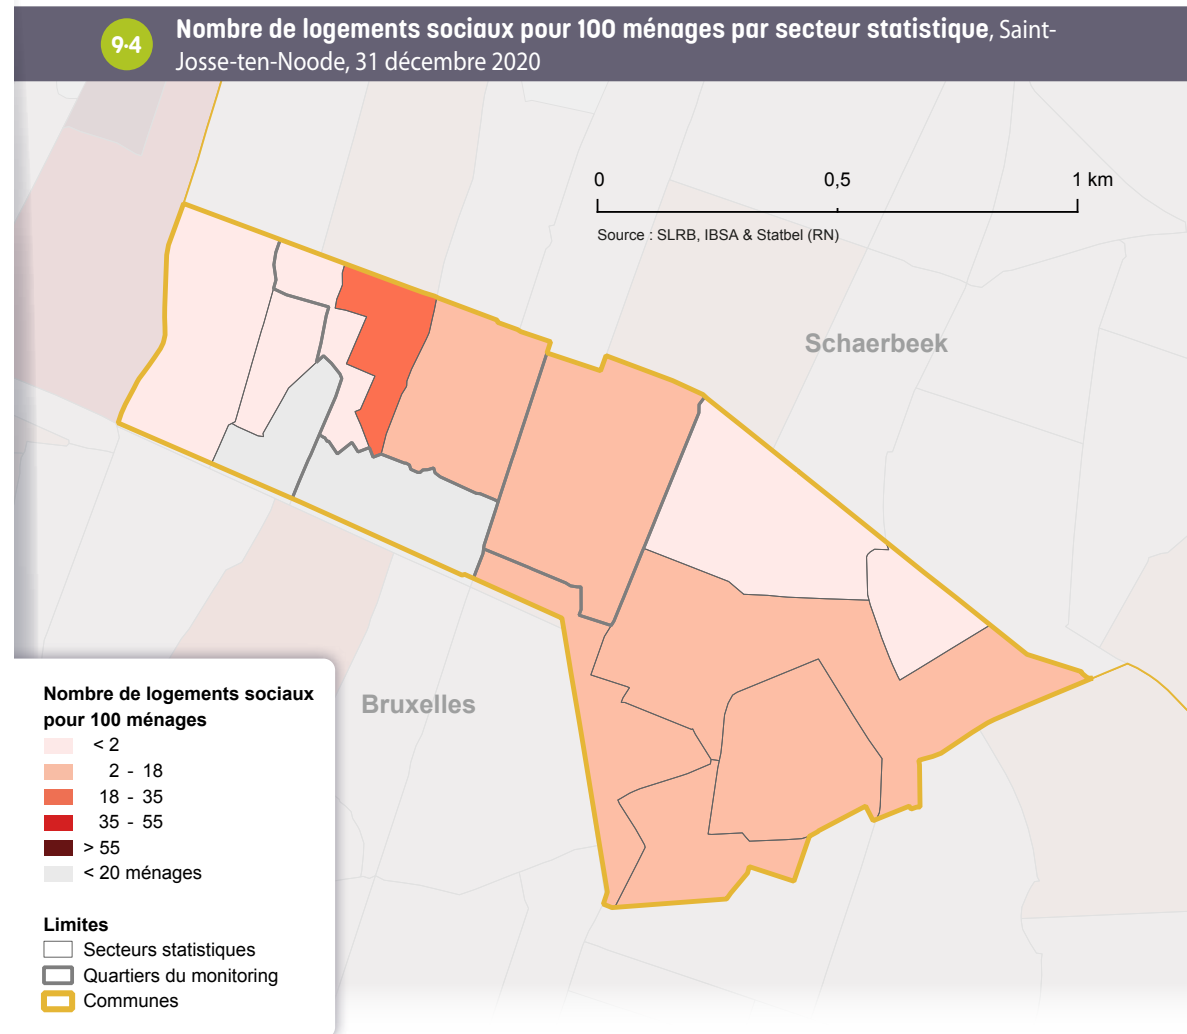 9·4
Nombre de logements sociaux pour 100 ménages par secteur statistique, Saint-
Josse-ten-Noode, 31 décembre 2020
0 0,5 1 km
Source : SLRB, IBSA & Statbel (RN)
Schaerbeek
Bruxelles
Nombre de logements sociaux
pour 100 ménages
< 2
2 - 18
18 - 35
35 - 55
> 55
< 20 ménages
Limites
Secteurs statistiques
Quartiers du monitoring
Communes